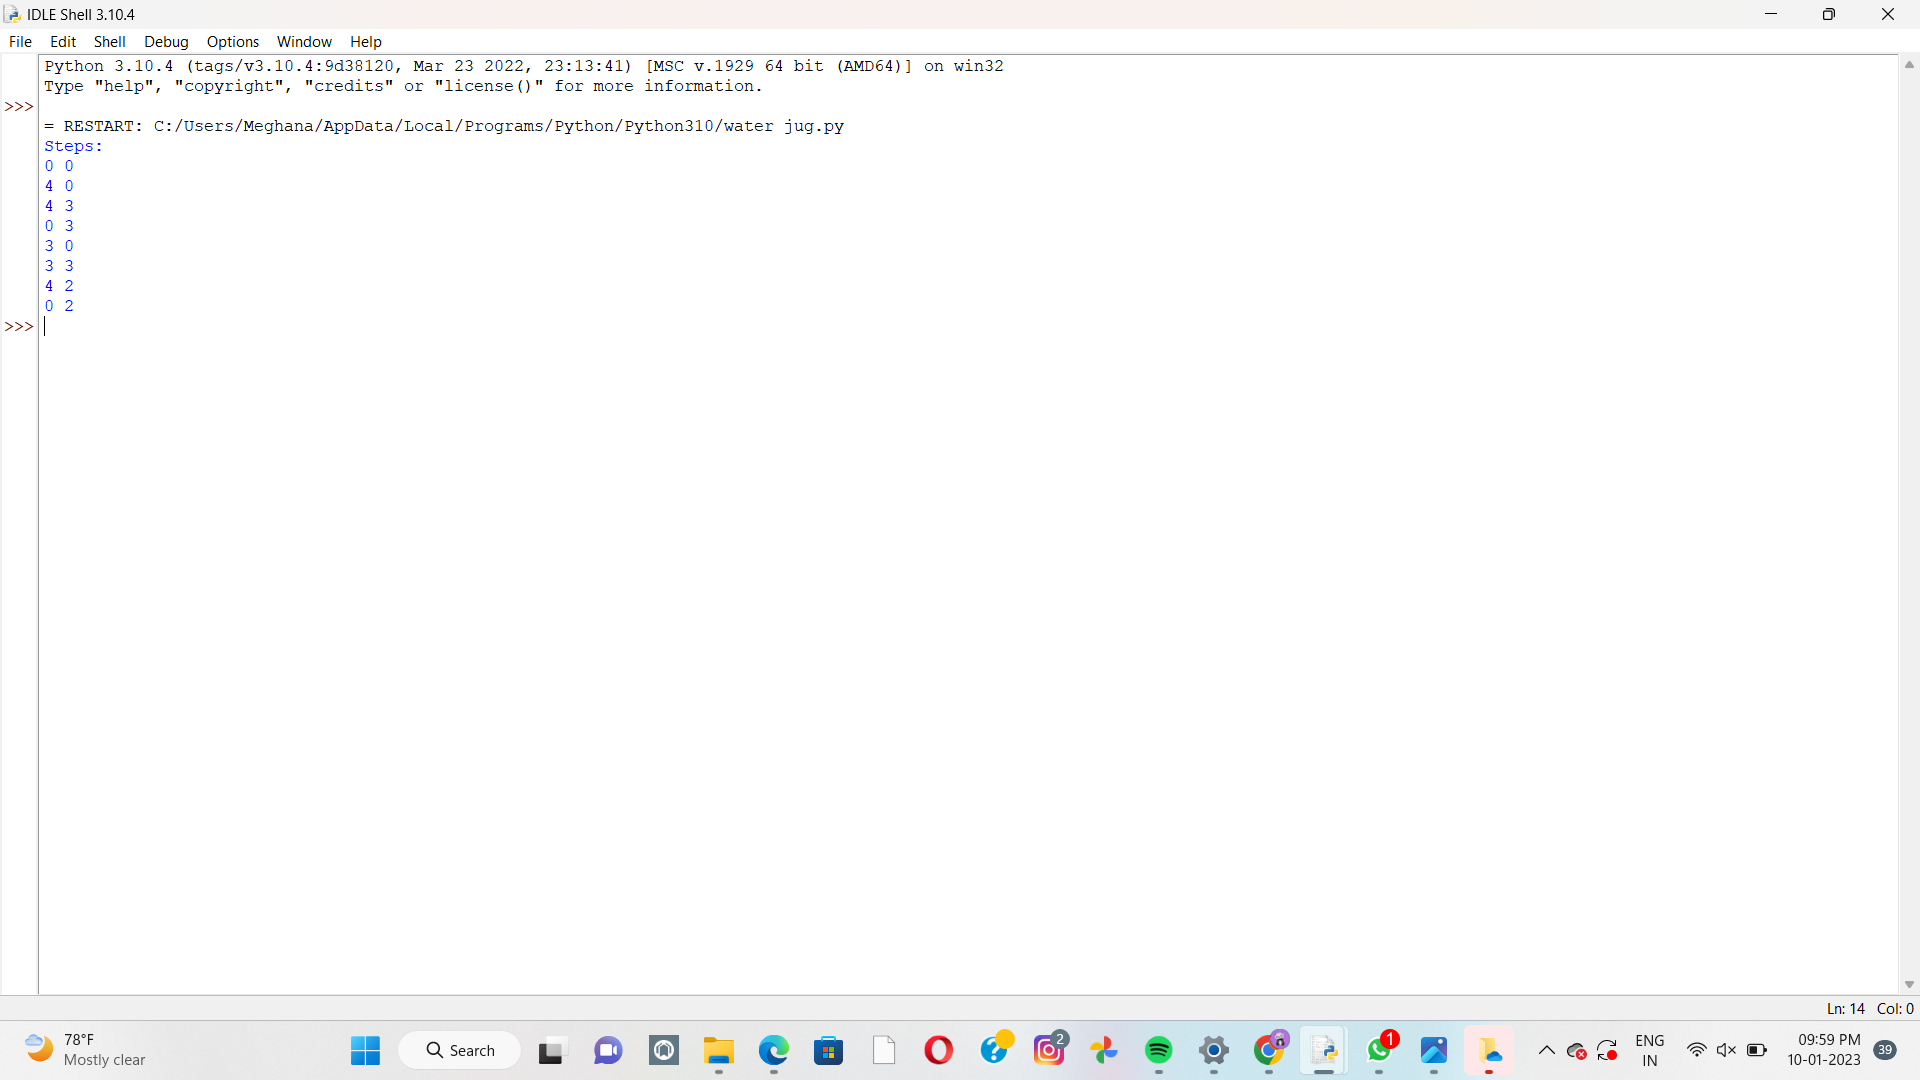 IDLE Shell 3.10.4
File Edit Shell Debug Options Window Help
Python 3.10.4 (tags/v3.10.4:9d38120, Mar 23 2022, 23:13:41) [MSC v.1929 64 bit (AMD64)] on win32
Type "help", "copyright", "credits" or "license()" for more information.
>>>
= RESTART: C:/Users/Meghana/AppData/Local/Programs/Python/Python310/water jug.py
Steps:
0 0
4 0
4 3
0 3
3 0
3 3
4 2
0 2
>>>
Ln: 14 Col: 0
78°F
Mostly clear
Search
2
1
ENG
IN
09:59 PM
10-01-2023
39